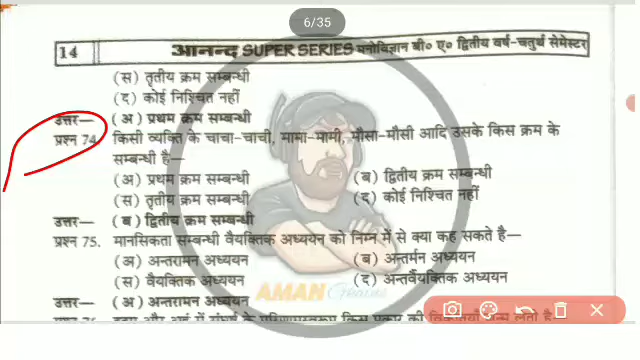 6/35
14 आनन्द SUPER SERIES मनोविज्ञान बी० ए० द्वितीय वर्ष-चतुर्थ सेमेस्टर
(स) तृतीय क्रम सम्बन्धी
(द) कोई निश्चित नहीं
उत्तर— (अ) प्रथम क्रम सम्बन्धी
प्रश्न 74. किसी व्यक्ति के चाचा-चाची, मामा-मामी, मौसा-मौसी आदि उसके किस क्रम के
सम्बन्धी है—
(अ) प्रथम क्रम सम्बन्धी (ब) द्वितीय क्रम सम्बन्धी
(स) तृतीय क्रम सम्बन्धी (द) कोई निश्चित नहीं
उत्तर— (ब) द्वितीय क्रम सम्बन्धी
प्रश्न 75. मानसिकता सम्बन्धी वैयक्तिक अध्ययन को निम्न में से क्या कह सकते है—
(अ) अन्तरामन अध्ययन (ब) अन्तर्मन अध्ययन
(स) वैयक्तिक अध्ययन (द) अन्तर्वैयक्तिक अध्ययन
AMAN
उत्तर— (अ) अन्तरामन अध्ययन